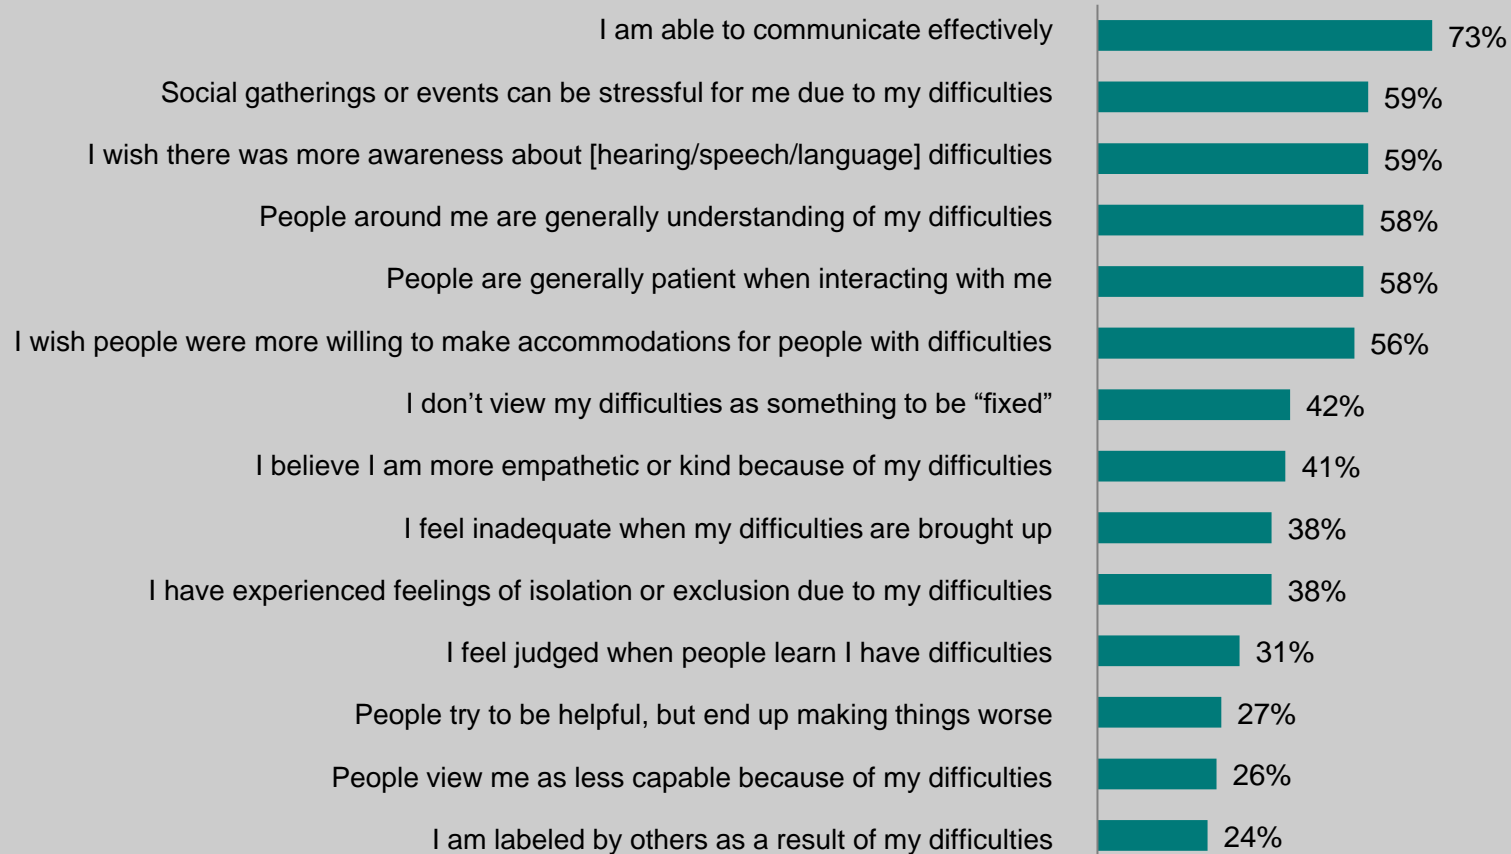 I am able to communicate effectively 73%
Social gatherings or events can be stressful for me due to my difficulties 59%
I wish there was more awareness about [hearing/speech/language] difficulties 59%
People around me are generally understanding of my difficulties 58%
People are generally patient when interacting with me 58%
I wish people were more willing to make accommodations for people with difficulties 56%
I don’t view my difficulties as something to be “fixed” 42%
I believe I am more empathetic or kind because of my difficulties 41%
I feel inadequate when my difficulties are brought up 38%
I have experienced feelings of isolation or exclusion due to my difficulties 38%
I feel judged when people learn I have difficulties 31%
People try to be helpful, but end up making things worse 27%
People view me as less capable because of my difficulties 26%
I am labeled by others as a result of my difficulties 24%